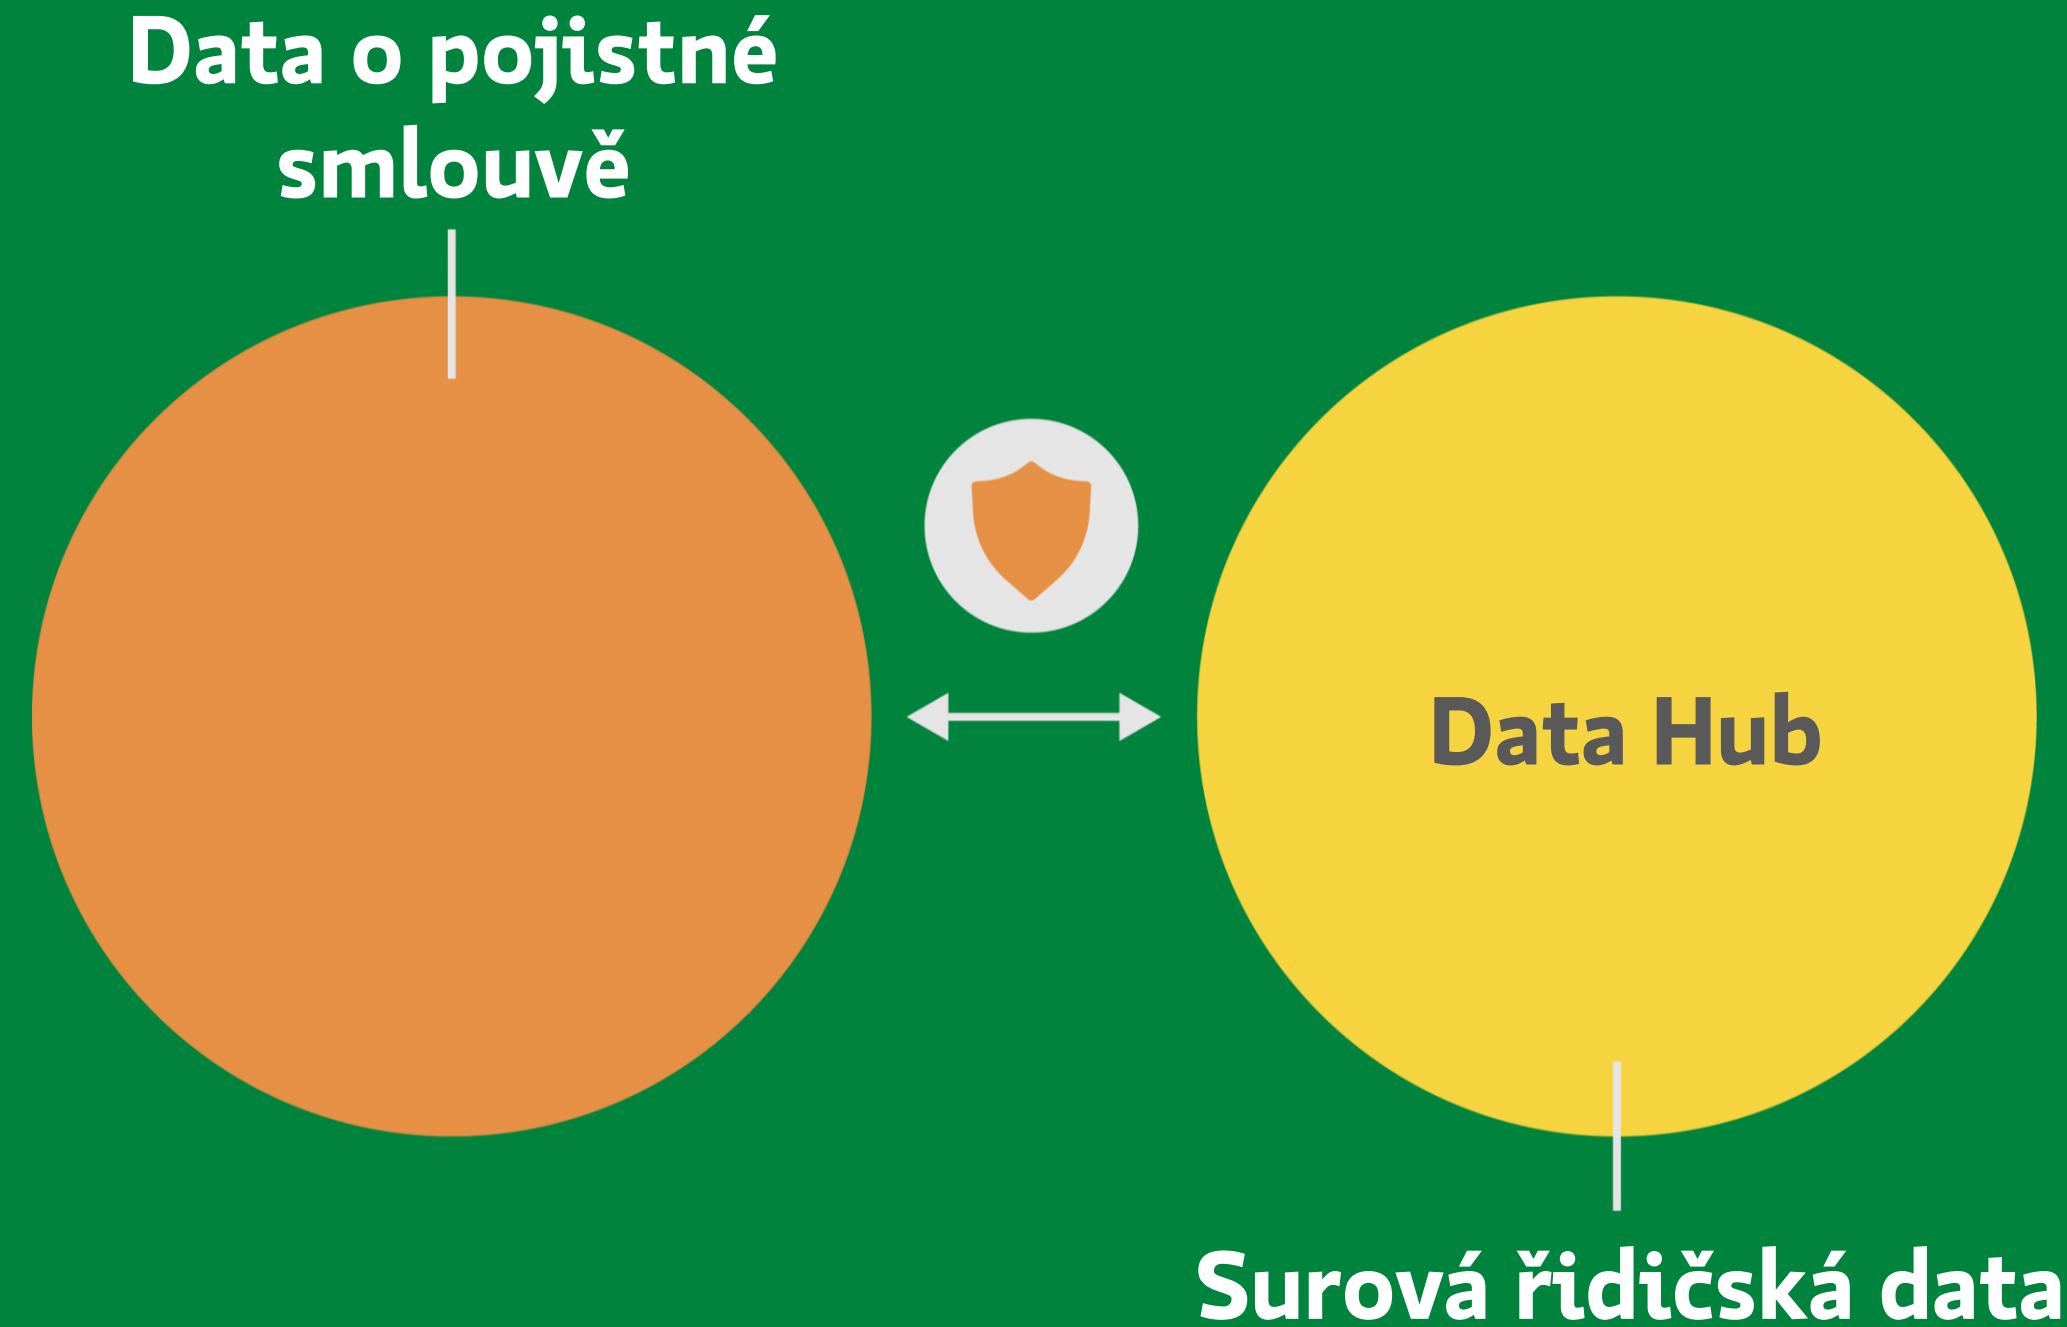 Data o pojistné
smlouvě
Data Hub
Surová řidičská data